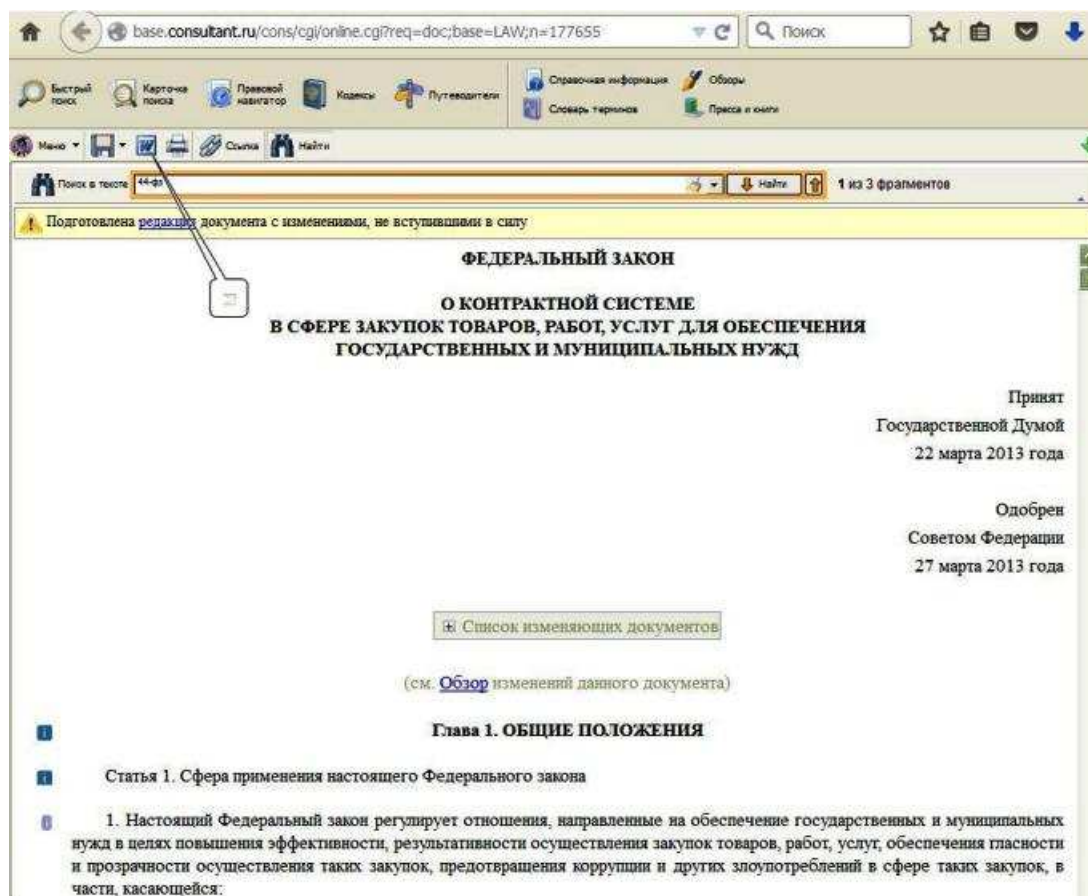 base.consultant.ru/cons/cgi/online.cgi?req=doc;base=LAW;n=177655 Поиск
Быстрый поиск Карточка поиска Правовой навигатор Кодексы Путеводители Справочная информация Обзоры
Словарь терминов Пресса и книги
Меню Ссылка Найти
Поиск в тексте 44-фз Найти 1 из 3 фрагментов
Подготовлена редакция документа с изменениями, не вступившими в силу
ФЕДЕРАЛЬНЫЙ ЗАКОН
О КОНТРАКТНОЙ СИСТЕМЕ
В СФЕРЕ ЗАКУПОК ТОВАРОВ, РАБОТ, УСЛУГ ДЛЯ ОБЕСПЕЧЕНИЯ
ГОСУДАРСТВЕННЫХ И МУНИЦИПАЛЬНЫХ НУЖД
Принят
Государственной Думой
22 марта 2013 года
Одобрен
Советом Федерации
27 марта 2013 года
Список изменяющих документов
(см. Обзор изменений данного документа)
Глава 1. ОБЩИЕ ПОЛОЖЕНИЯ
Статья 1. Сфера применения настоящего Федерального закона
1. Настоящий Федеральный закон регулирует отношения, направленные на обеспечение государственных и муниципальных
нужд в целях повышения эффективности, результативности осуществления закупок товаров, работ, услуг, обеспечения гласности
и прозрачности осуществления таких закупок, предотвращения коррупции и других злоупотреблений в сфере таких закупок, в
части, касающейся: